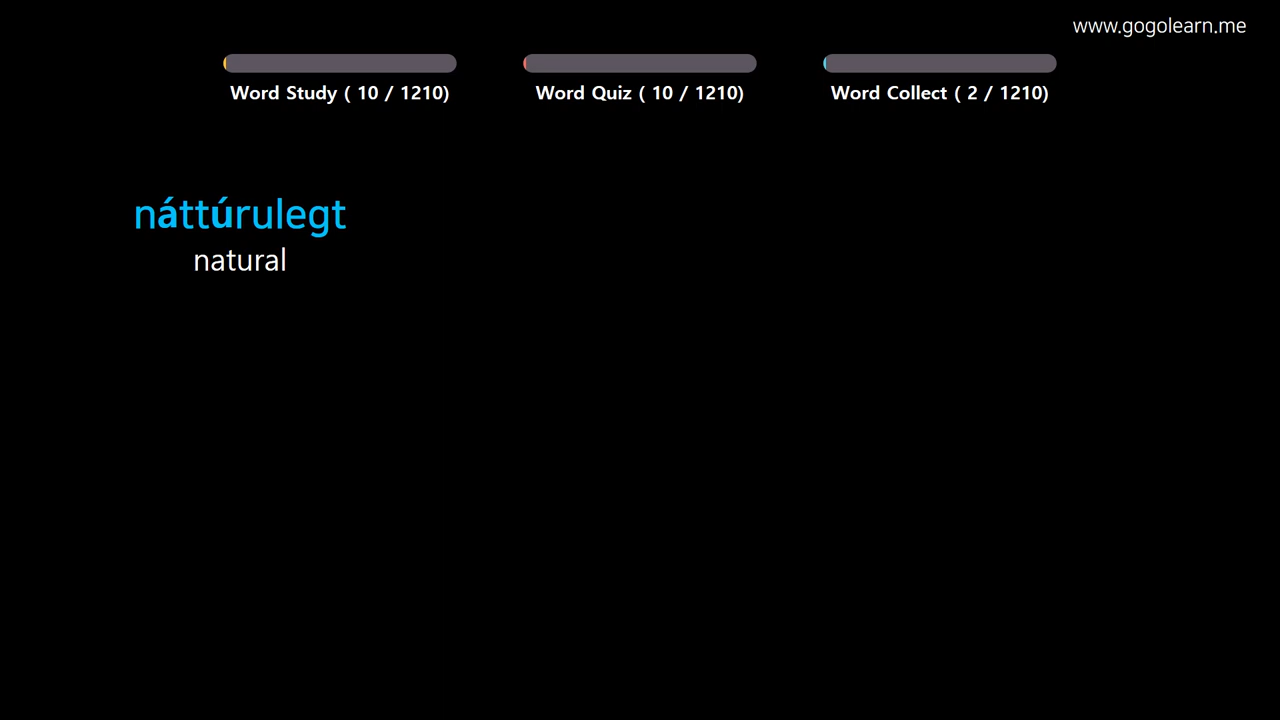 www.gogolearn.me
Word Study ( 10 / 1210)
Word Quiz ( 10 / 1210)
Word Collect ( 2 / 1210)
náttúrulegt
natural